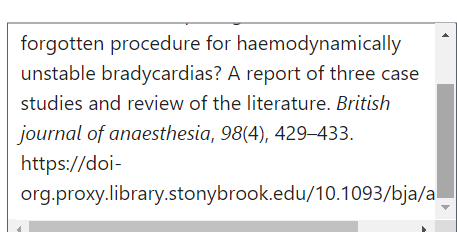 forgotten procedure for haemodynamically
unstable bradycardias? A report of three case
studies and review of the literature. British
journal of anaesthesia, 98(4), 429–433.
https://doi-
org.proxy.library.stonybrook.edu/10.1093/bja/a